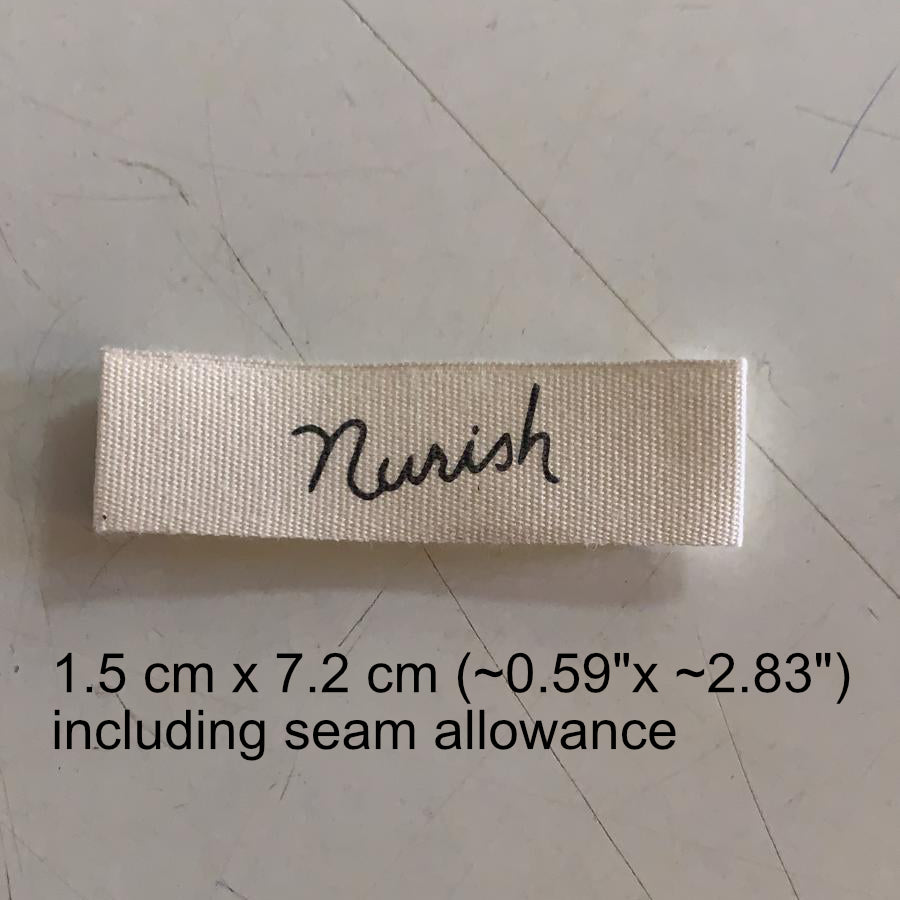 Nurish
1.5 cm x 7.2 cm (~0.59"x ~2.83")
including seam allowance